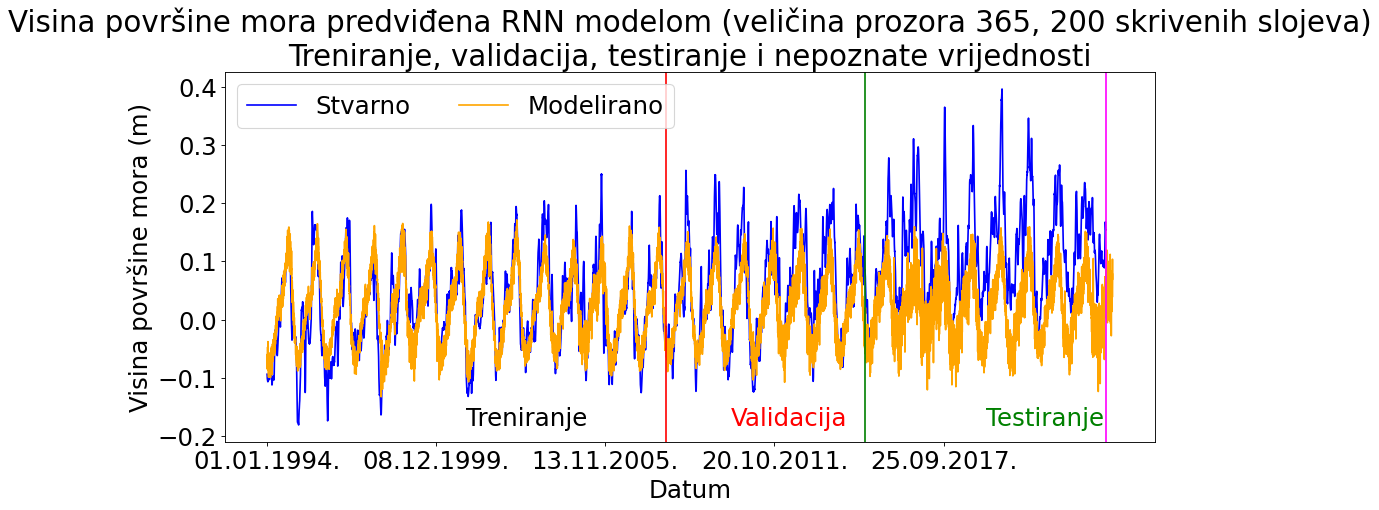 Visina površine mora predviđena RNN modelom (veličina prozora 365, 200 skrivenih slojeva)
Treniranje, validacija, testiranje i nepoznate vrijednosti
Stvarno Modelirano
Visina površine mora (m)
0.4
0.3
0.2
0.1
0.0
−0.1
−0.2
Treniranje Validacija Testiranje
01.01.1994. 08.12.1999. 13.11.2005. 20.10.2011. 25.09.2017.
Datum